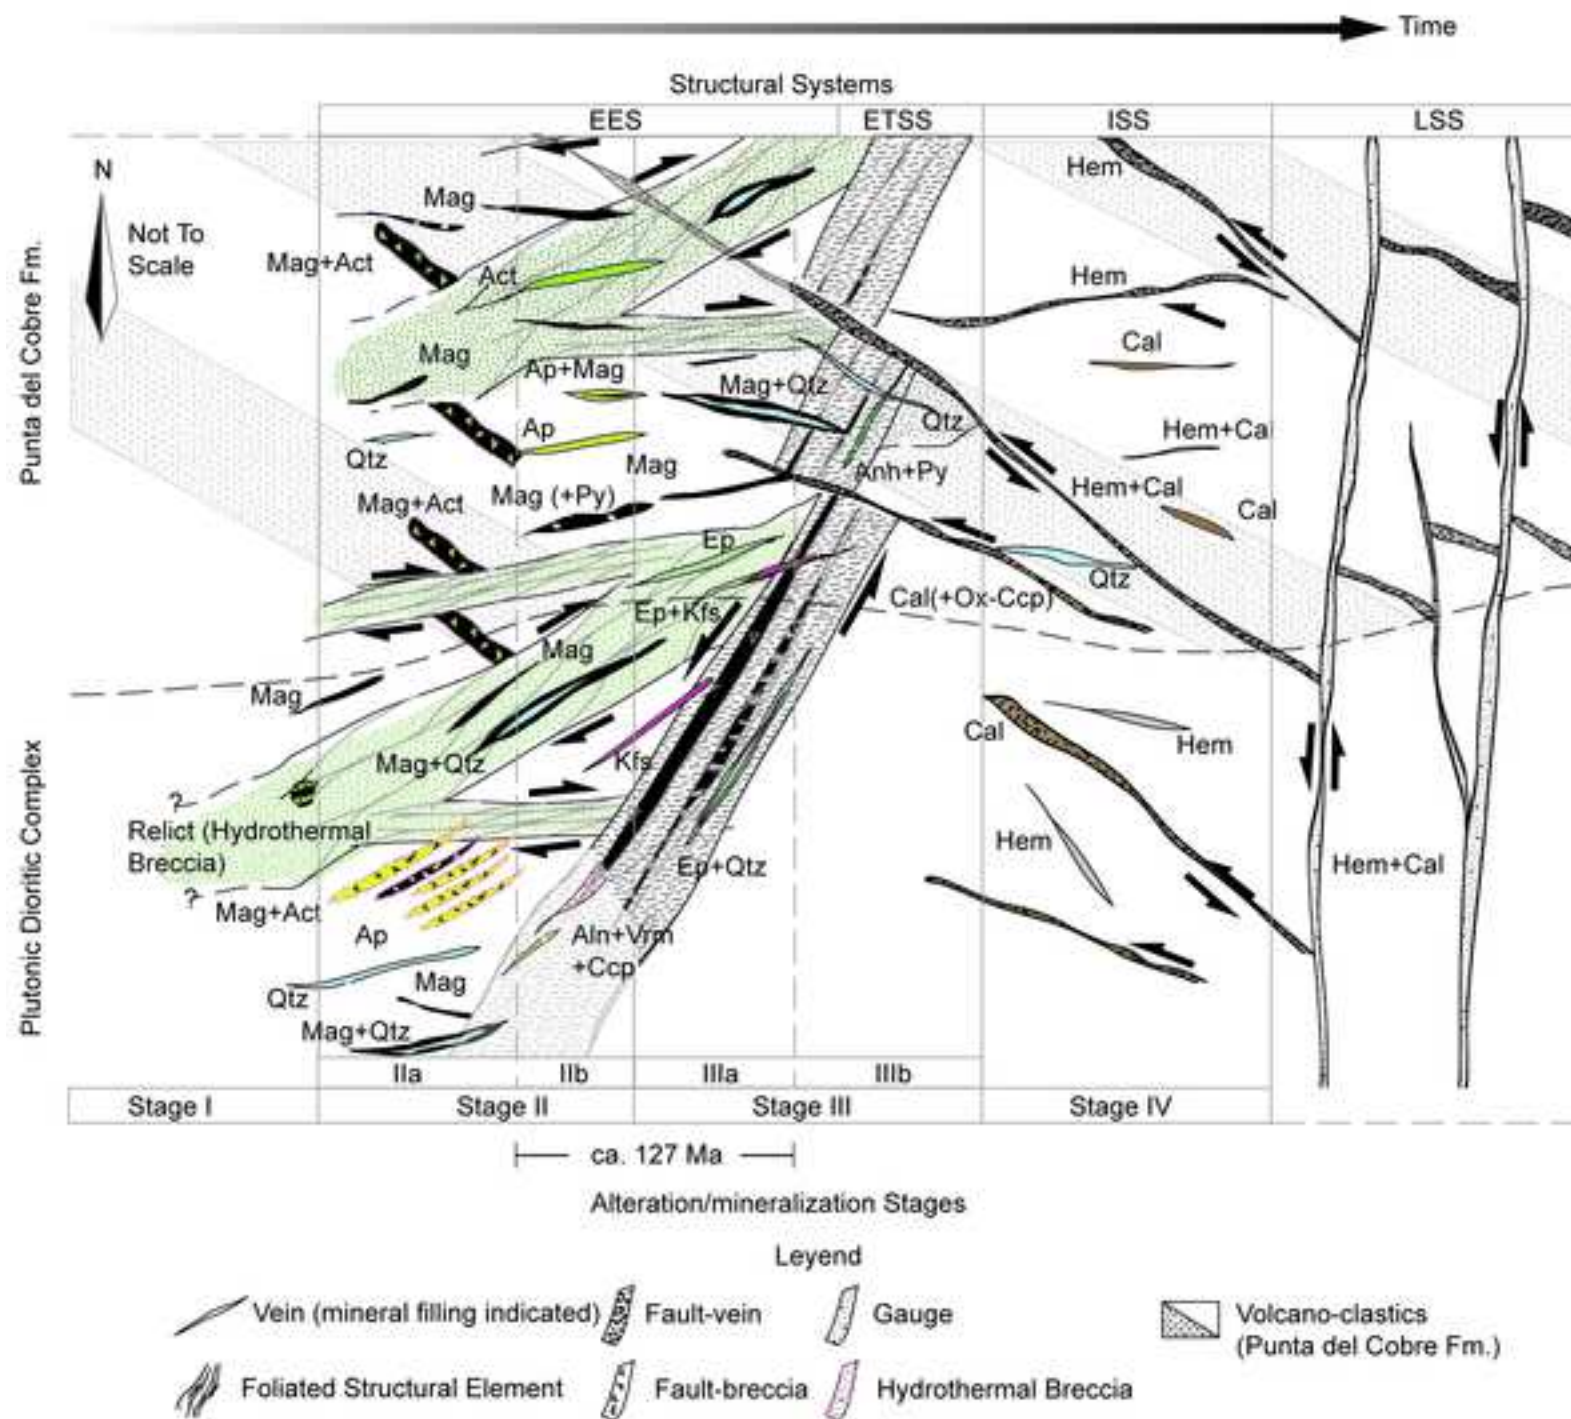 Time
Structural Systems
EES
ETSS
ISS
LSS
N
Not To
Scale
Punta del Cobre Fm.
Plutonic Dioritic Complex
Mag
Hem
Mag+Act
Act
Hem
Mag
Ap+Mag
Mag+Qtz
Cal
Qtz
Ap
Mag
Qtz
Hem+Cal
Mag+Act
Mag (+Py)
Anh+Py
Hem+Cal
Cal
Ep
Qtz
Ep+Kfs
Cal(+Ox-Ccp)
Mag
Mag
Cal
Hem
Mag+Qtz
Kfs
?
Relict (Hydrothermal
Breccia)
Hem
Hem+Cal
Ep+Qtz
?
Mag+Act
Ap
Aln+Vrm
+Ccp
Mag
Qtz
Mag+Qtz
IIa
IIb
IIIa
IIIb
Stage I
Stage II
Stage III
Stage IV
ca. 127 Ma
Alteration/mineralization Stages
Leyend
Vein (mineral filling indicated)
Fault-vein
Gauge
Volcano-clastics
(Punta del Cobre Fm.)
Foliated Structural Element
Fault-breccia
Hydrothermal Breccia